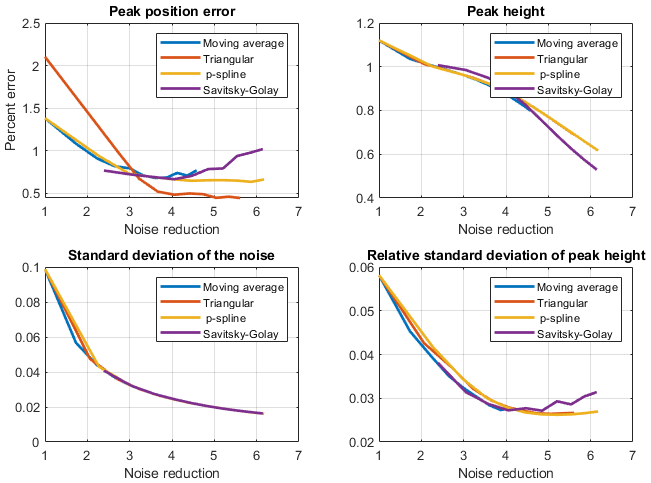 Peak position error
2.5
2
1.5
1
0.5
Percent error
1 2 3 4 5 6 7
Noise reduction
Moving average
Triangular
p-spline
Savitsky-Golay
Peak height
1.2
1
0.8
0.6
0.4
1 2 3 4 5 6 7
Noise reduction
Moving average
Triangular
p-spline
Savitsky-Golay
Standard deviation of the noise
0.1
0.08
0.06
0.04
0.02
0
1 2 3 4 5 6 7
Noise reduction
Moving average
Triangular
p-spline
Savitsky-Golay
Relative standard deviation of peak height
0.06
0.05
0.04
0.03
0.02
1 2 3 4 5 6 7
Noise reduction
Moving average
Triangular
p-spline
Savitsky-Golay